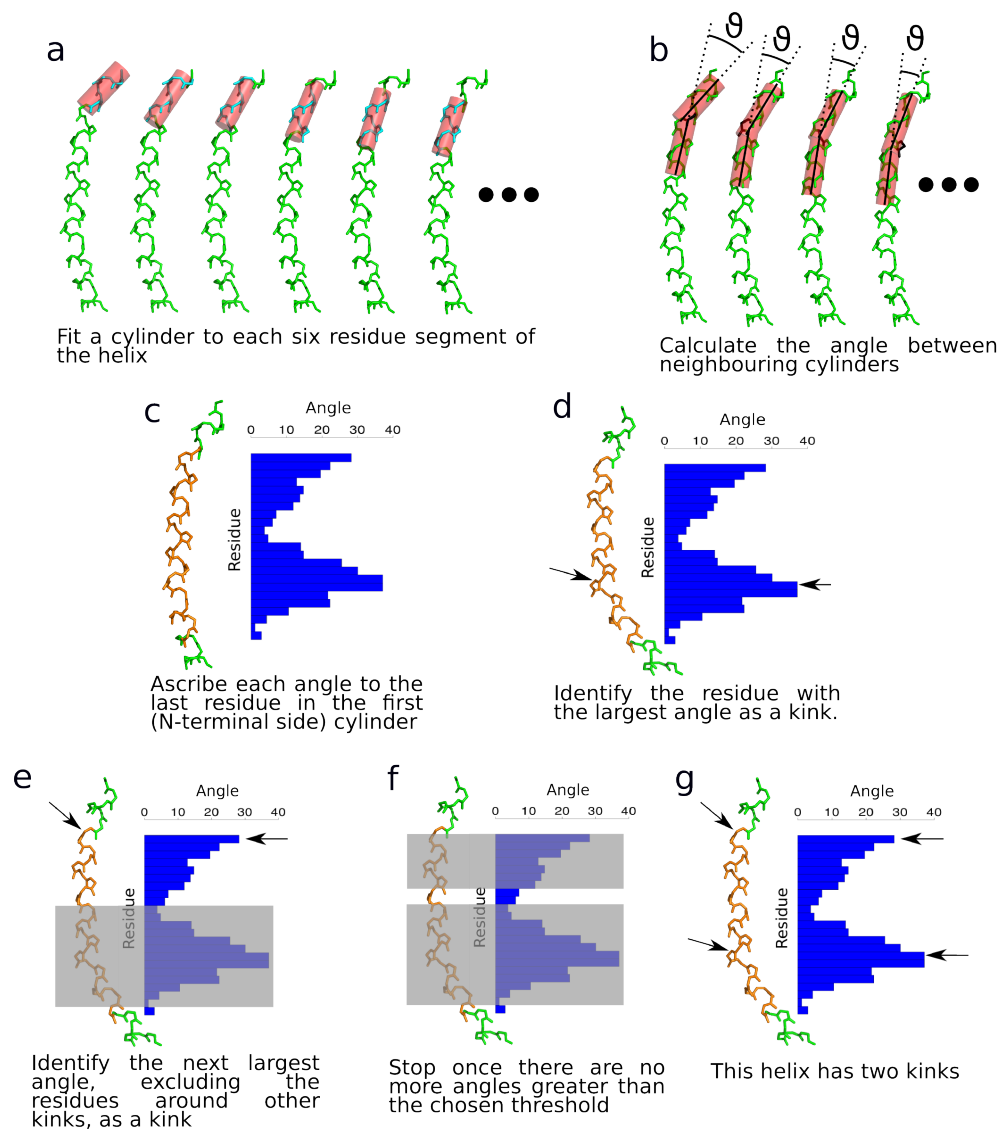 a
Fit a cylinder to each six residue segment of
the helix
b
ϑ ϑ ϑ ϑ
Calculate the angle between
neighbouring cylinders
c
Angle
0 10 20 30 40
Residue
Ascribe each angle to the
last residue in the first
(N-terminal side) cylinder
d
Angle
0 10 20 30 40
Residue
Identify the residue with
the largest angle as a kink.
e
Angle
0 10 20 30 40
Residue
Identify the next largest
angle, excluding the
residues around other
kinks, as a kink
f
Angle
0 10 20 30 40
Residue
Stop once there are no
more angles greater than
the chosen threshold
g
Angle
0 10 20 30 40
Residue
This helix has two kinks